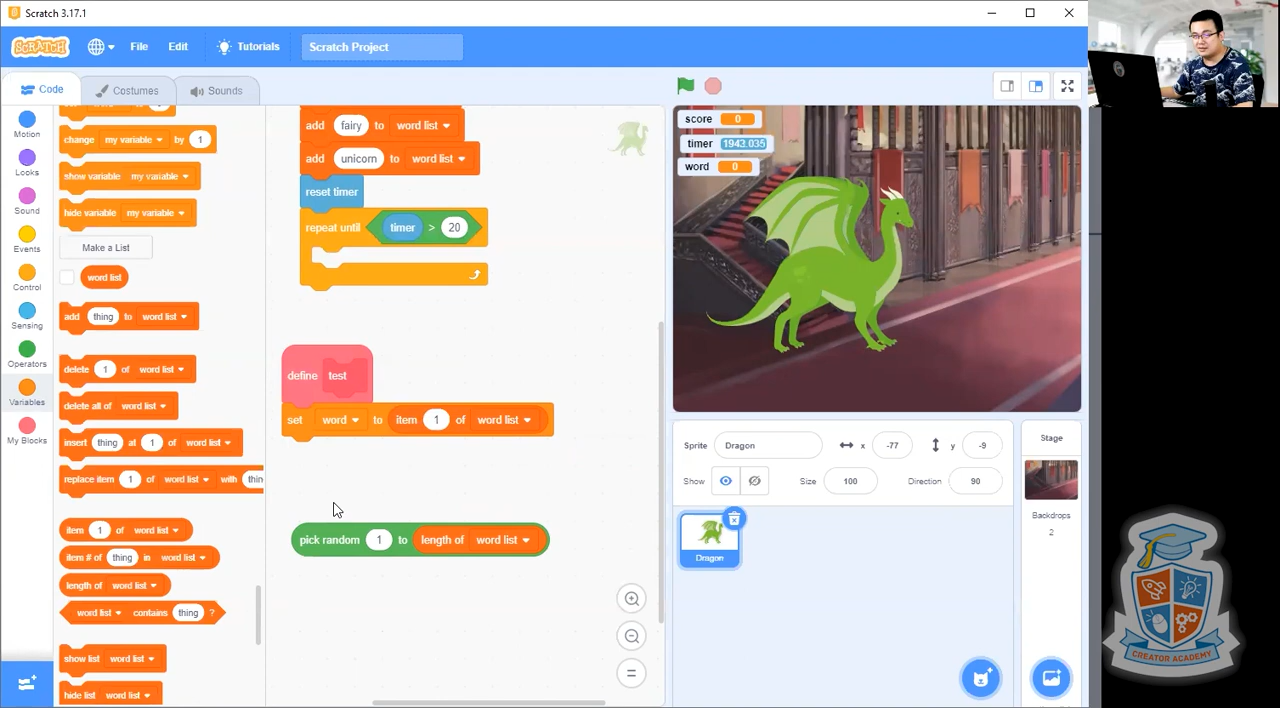 Scratch 3.17.1
SCRATCH File Edit Tutorials Scratch Project
Code Costumes Sounds
Motion
Looks
Sound
Events
Control
Sensing
Operators
Variables
My Blocks
change my variable by 1
show variable my variable
hide variable my variable
Make a List
word list
add thing to word list
delete 1 of word list
delete all of word list
insert thing at 1 of word list
replace item 1 of word list with thin
item 1 of word list
item # of thing in word list
length of word list
word list contains thing ?
show list word list
hide list word list
add fairy to word list
add unicorn to word list
reset timer
repeat until timer > 20
define test
set word to item 1 of word list
pick random 1 to length of word list
score 0
timer 1943.035
word 0
Sprite Dragon x -77 y -9
Show Size 100 Direction 90
Dragon
Stage
Backdrops
2
CREATOR ACADEMY